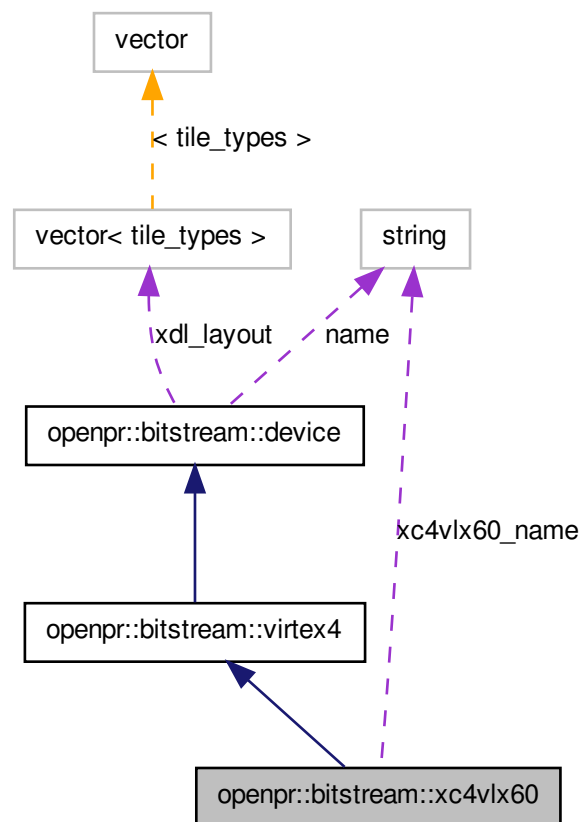 vector
< tile_types >
vector< tile_types >
string
xdl_layout
name
openpr::bitstream::device
xc4vlx60_name
openpr::bitstream::virtex4
openpr::bitstream::xc4vlx60